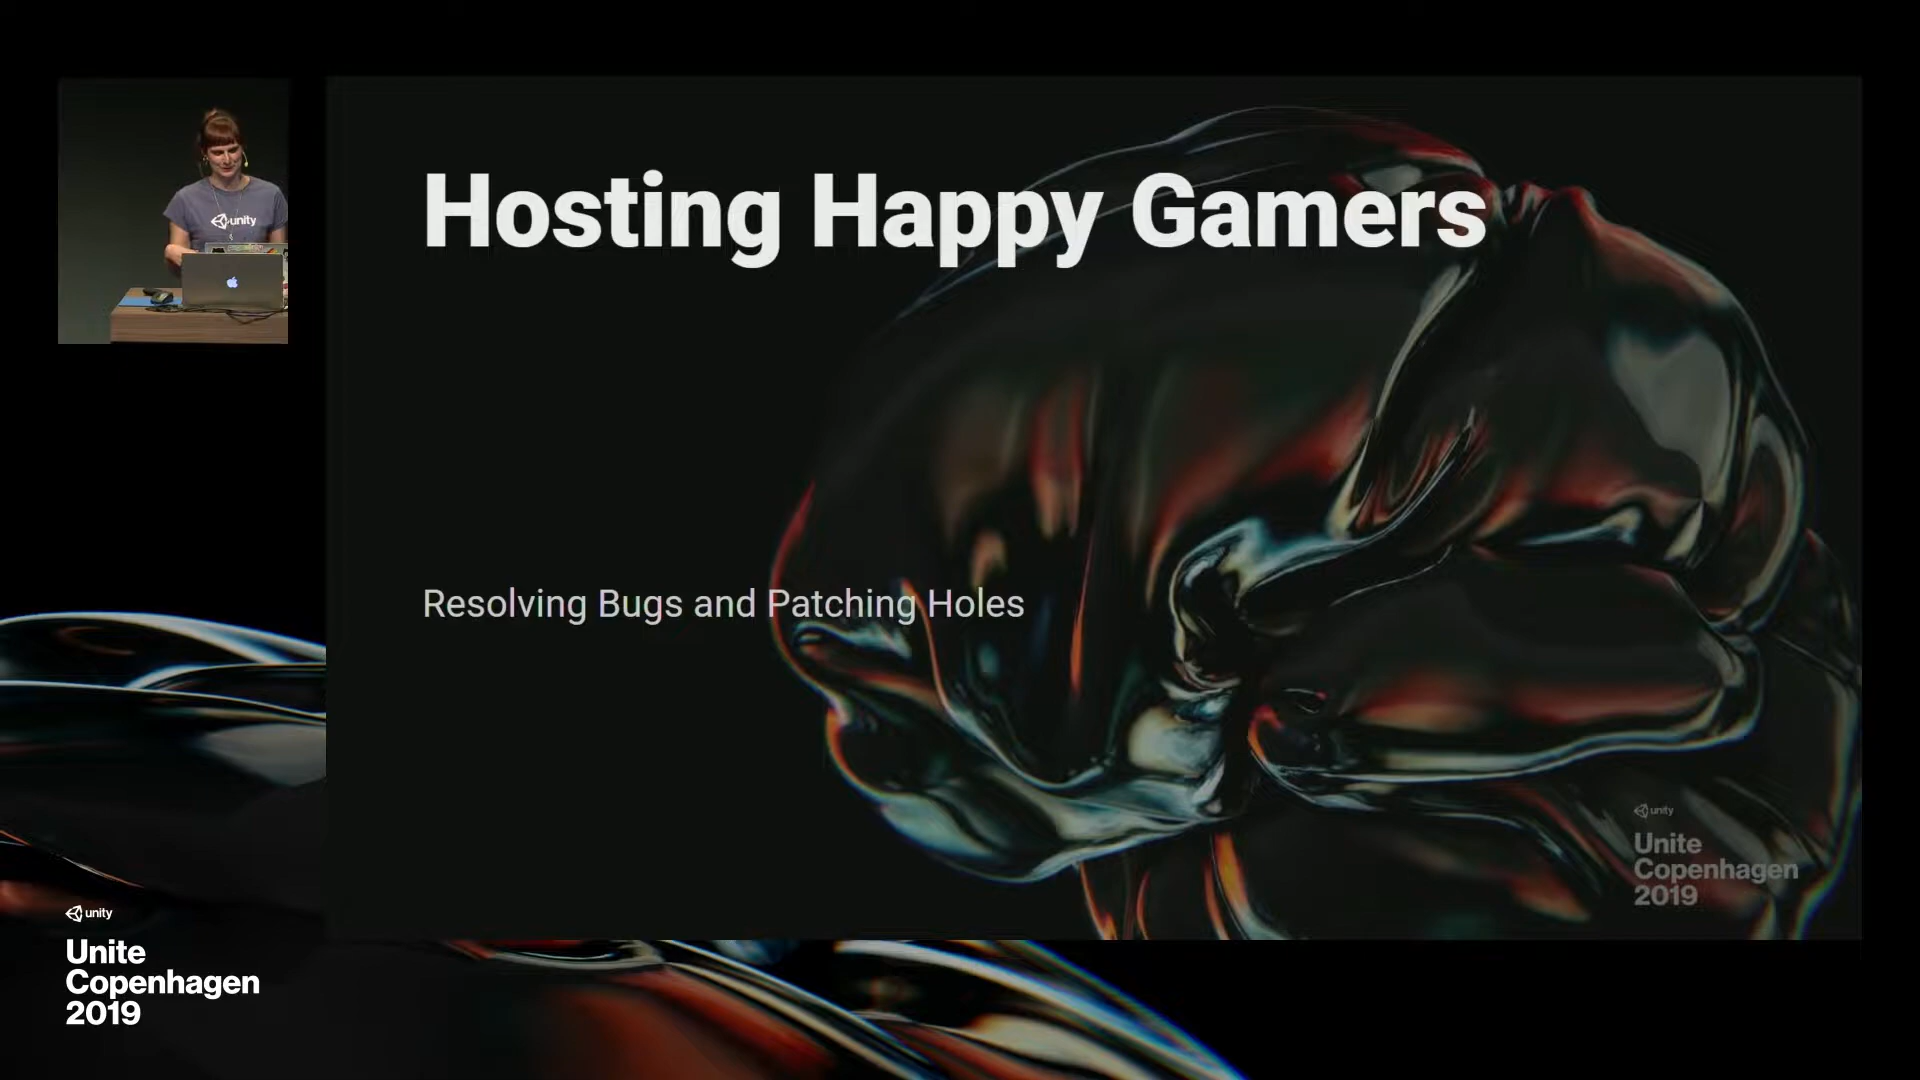 unity
Hosting Happy Gamers
Resolving Bugs and Patching Holes
unity
Unite
Copenhagen
2019
unity
Unite
Copenhagen
2019